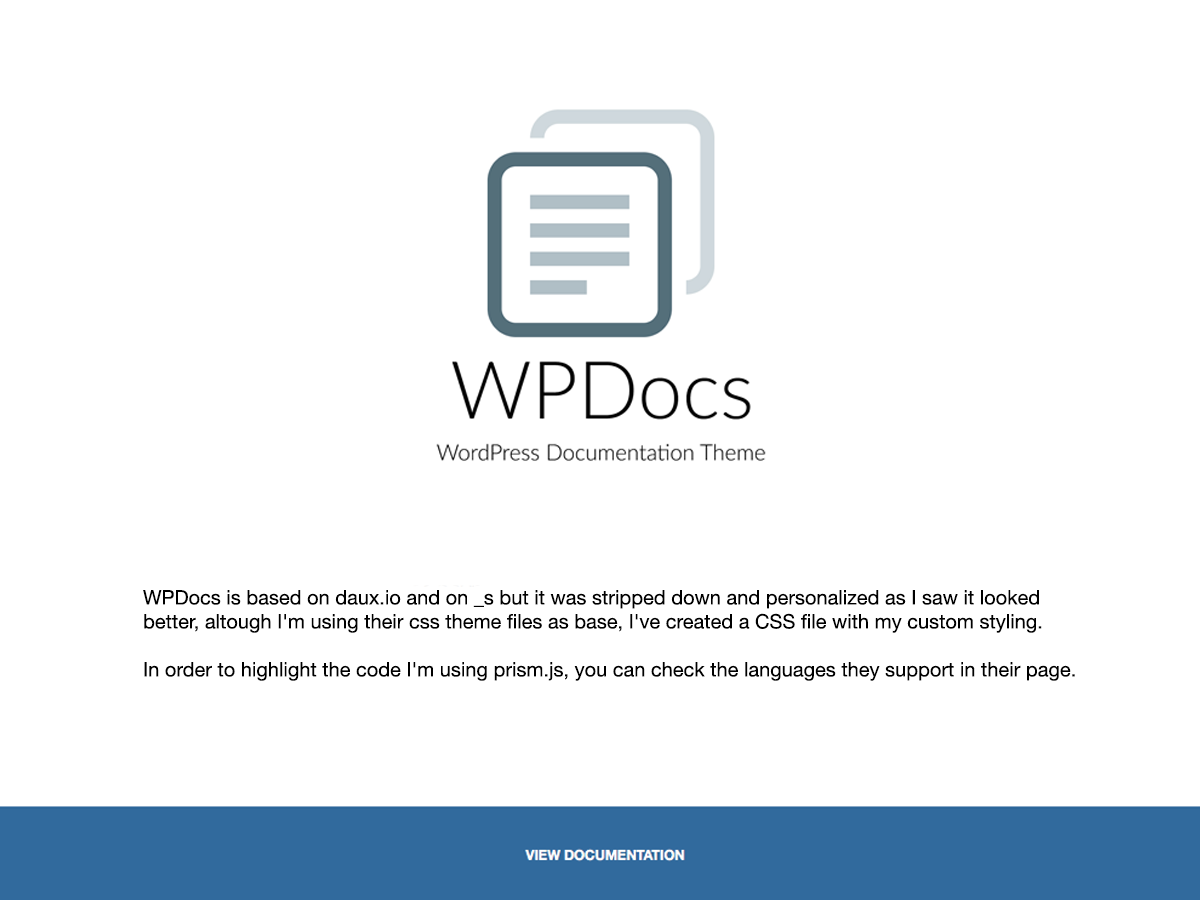 WPDocs
WordPress Documentation Theme
WPDocs is based on daux.io and on _s but it was stripped down and personalized as I saw it looked
better, altough I'm using their css theme files as base, I've created a CSS file with my custom styling.
In order to highlight the code I'm using prism.js, you can check the languages they support in their page.
VIEW DOCUMENTATION